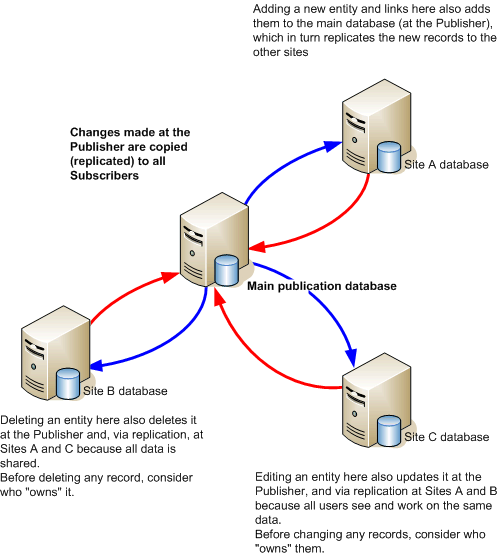 Adding a new entity and links here also adds
them to the main database (at the Publisher),
which in turn replicates the new records to the
other sites
Changes made at the
Publisher are copied
(replicated) to all
Subscribers
Site A database
Main publication database
Site B database
Deleting an entity here also deletes it
at the Publisher and, via replication, at
Sites A and C because all data is
shared.
Before deleting any record, consider
who "owns" it.
Site C database
Editing an entity here also updates it at the
Publisher, and via replication at Sites A and B
because all users see and work on the same
data.
Before changing any records, consider who
"owns" them.